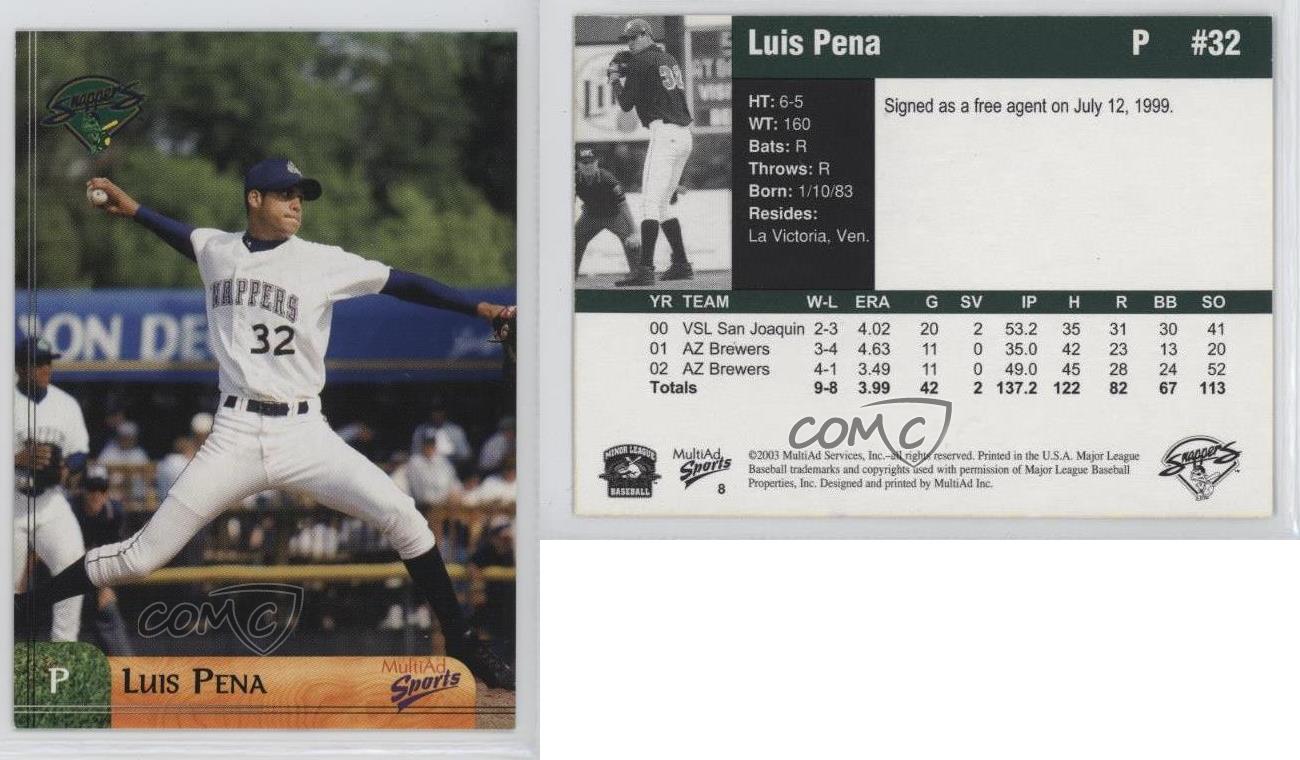 Snappers
ON DE
NAPPERS
32
COMC
P LUIS PENA
MultiAd
Sports
Luis Pena P #32
HT: 6-5
WT: 160
Bats: R
Throws: R
Born: 1/10/83
Resides:
La Victoria, Ven.
Signed as a free agent on July 12, 1999.
YR TEAM W-L ERA G SV IP H R BB SO
00 VSL San Joaquin 2-3 4.02 20 2 53.2 35 31 30 41
01 AZ Brewers 3-4 4.63 11 0 35.0 42 23 13 20
02 AZ Brewers 4-1 3.49 11 0 49.0 45 28 24 52
Totals 9-8 3.99 42 2 137.2 122 82 67 113
COMC
MINOR LEAGUE
BASEBALL
MultiAd
Sports
8
©2003 MultiAd Services, Inc. all rights reserved. Printed in the U.S.A. Major League
Baseball trademarks and copyrights used with permission of Major League Baseball
Properties, Inc. Designed and printed by MultiAd Inc.
Snappers